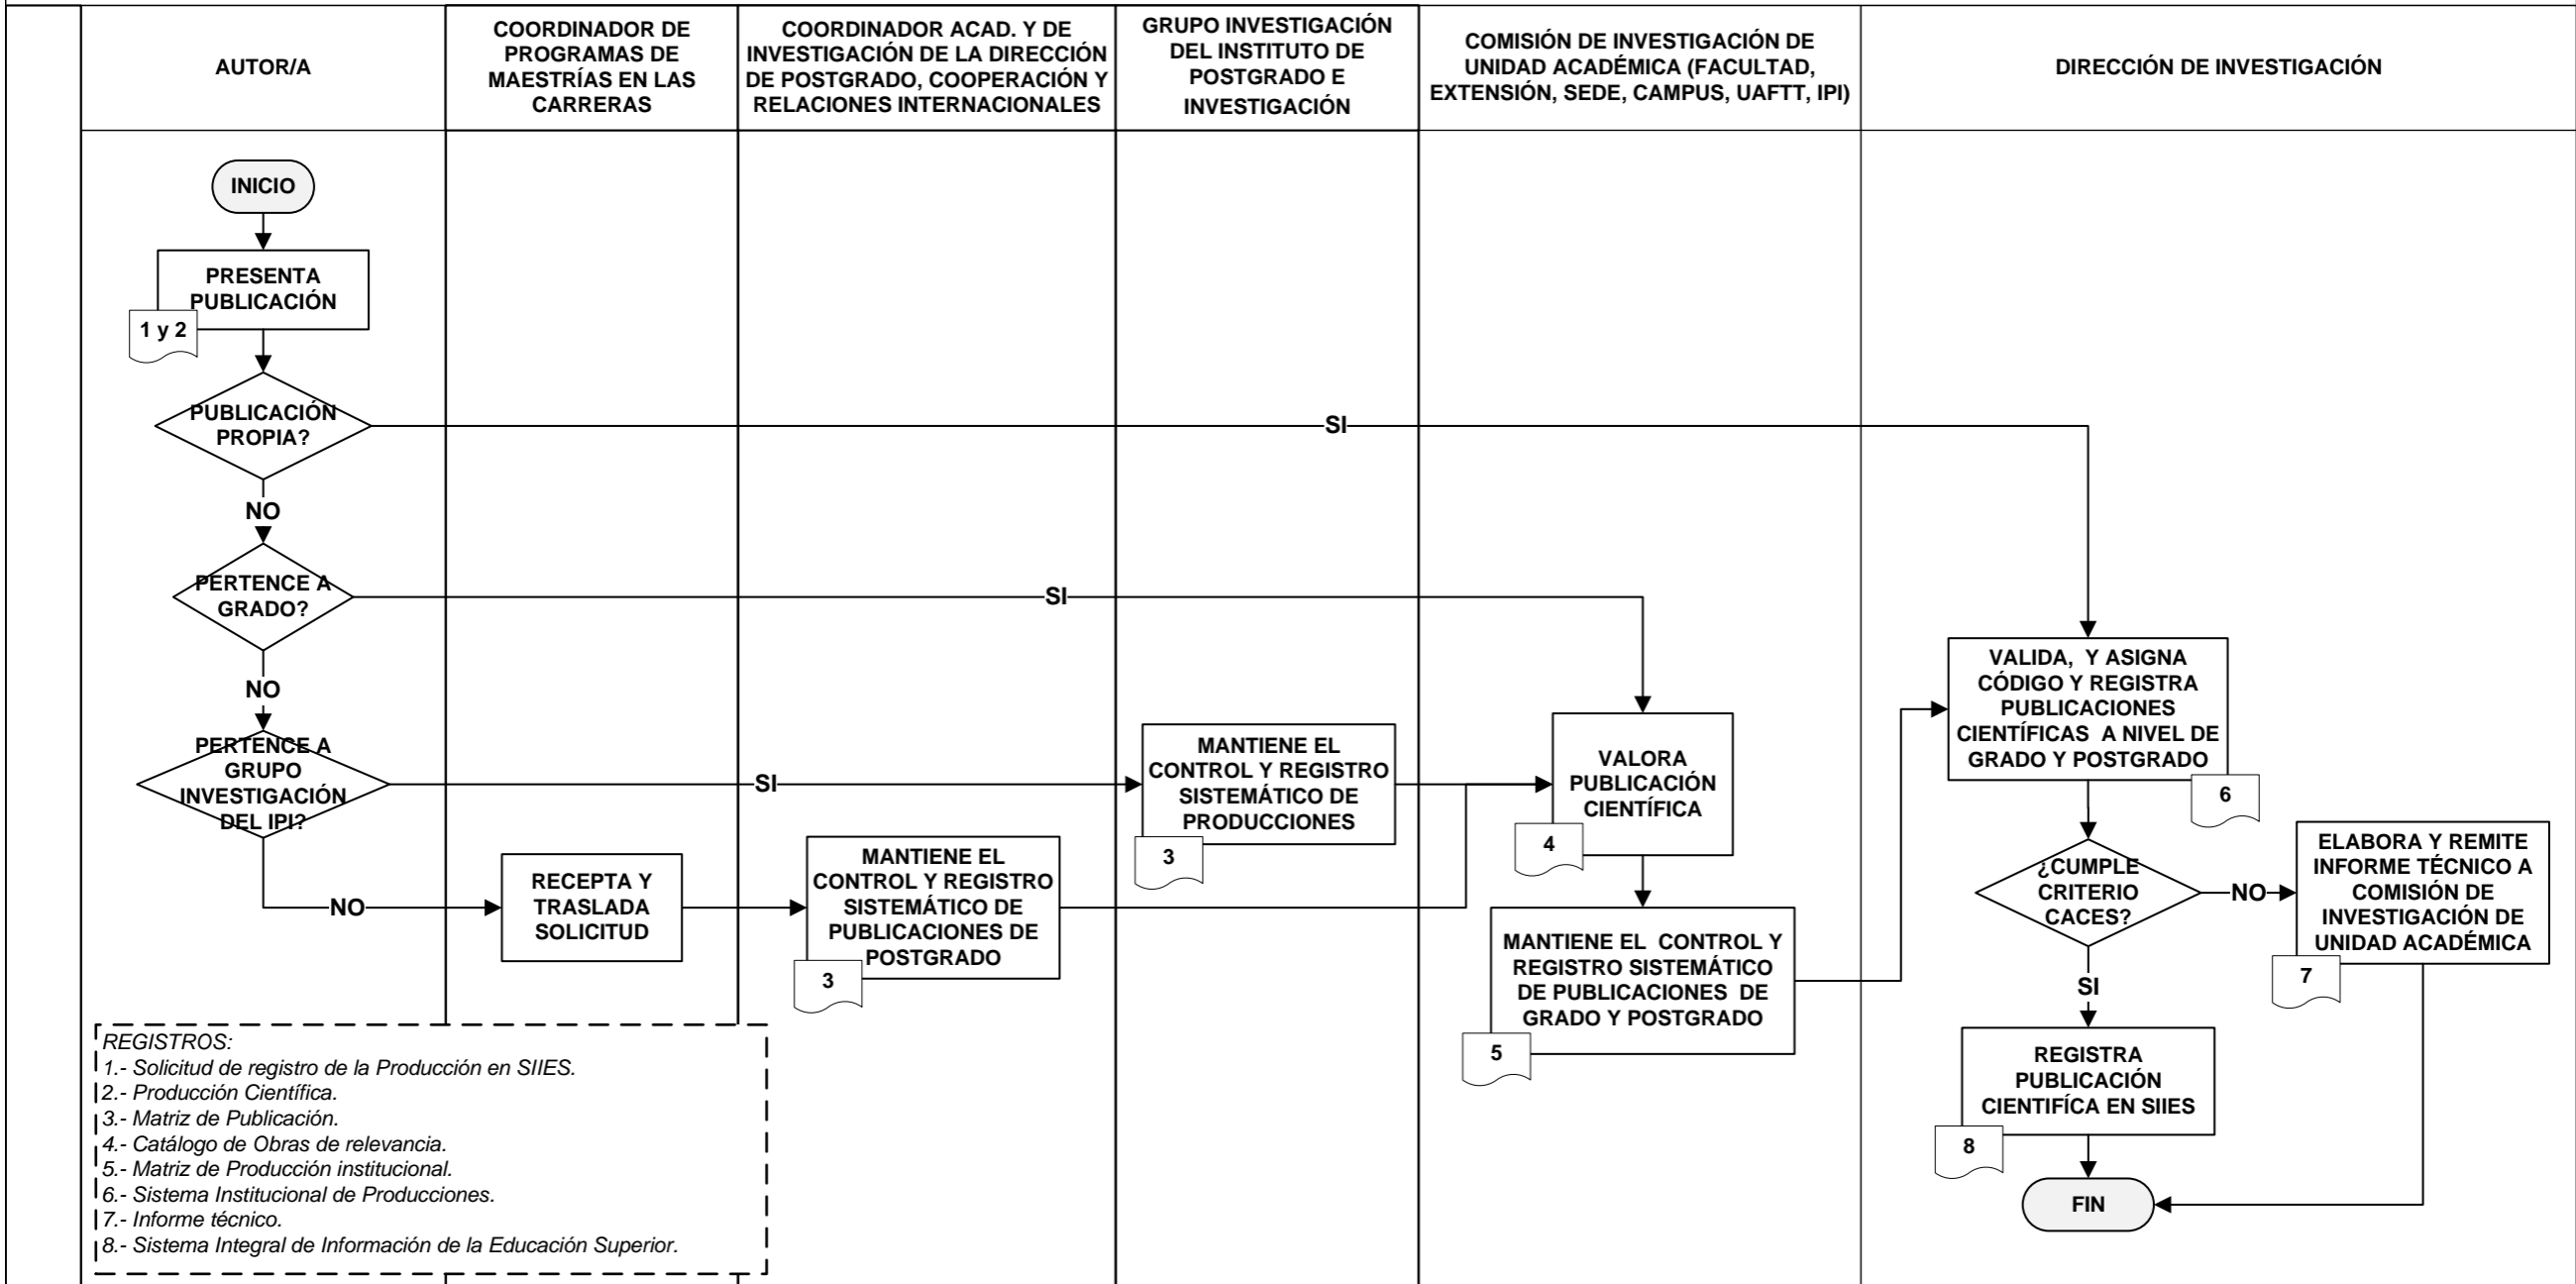 AUTOR/A
COORDINADOR DE
PROGRAMAS DE
MAESTRÍAS EN LAS
CARRERAS
COORDINADOR ACAD. Y DE
INVESTIGACIÓN DE LA DIRECCIÓN
DE POSTGRADO, COOPERACIÓN Y
RELACIONES INTERNACIONALES
GRUPO INVESTIGACIÓN
DEL INSTITUTO DE
POSTGRADO E
INVESTIGACIÓN
COMISIÓN DE INVESTIGACIÓN DE
UNIDAD ACADÉMICA (FACULTAD,
EXTENSIÓN, SEDE, CAMPUS, UAFTT, IPI)
DIRECCIÓN DE INVESTIGACIÓN
INICIO
PRESENTA
PUBLICACIÓN
1 y 2
PUBLICACIÓN
PROPIA?
SI
NO
PERTENCE A
GRADO?
SI
NO
PERTENCE A
GRUPO
INVESTIGACIÓN
DEL IPI?
SI
NO
RECEPTA Y
TRASLADA
SOLICITUD
MANTIENE EL
CONTROL Y REGISTRO
SISTEMÁTICO DE
PUBLICACIONES DE
POSTGRADO
3
MANTIENE EL
CONTROL Y REGISTRO
SISTEMÁTICO DE
PRODUCCIONES
3
VALORA
PUBLICACIÓN
CIENTÍFICA
4
MANTIENE EL CONTROL Y
REGISTRO SISTEMÁTICO
DE PUBLICACIONES DE
GRADO Y POSTGRADO
5
VALIDA, Y ASIGNA
CÓDIGO Y REGISTRA
PUBLICACIONES
CIENTÍFICAS A NIVEL DE
GRADO Y POSTGRADO
6
¿CUMPLE
CRITERIO
CACES?
NO
ELABORA Y REMITE
INFORME TÉCNICO A
COMISIÓN DE
INVESTIGACIÓN DE
UNIDAD ACADÉMICA
7
SI
REGISTRA
PUBLICACIÓN
CIENTIFÍCA EN SIIES
8
FIN
REGISTROS:
1.- Solicitud de registro de la Producción en SIIES.
2.- Producción Científica.
3.- Matriz de Publicación.
4.- Catálogo de Obras de relevancia.
5.- Matriz de Producción institucional.
6.- Sistema Institucional de Producciones.
7.- Informe técnico.
8.- Sistema Integral de Información de la Educación Superior.